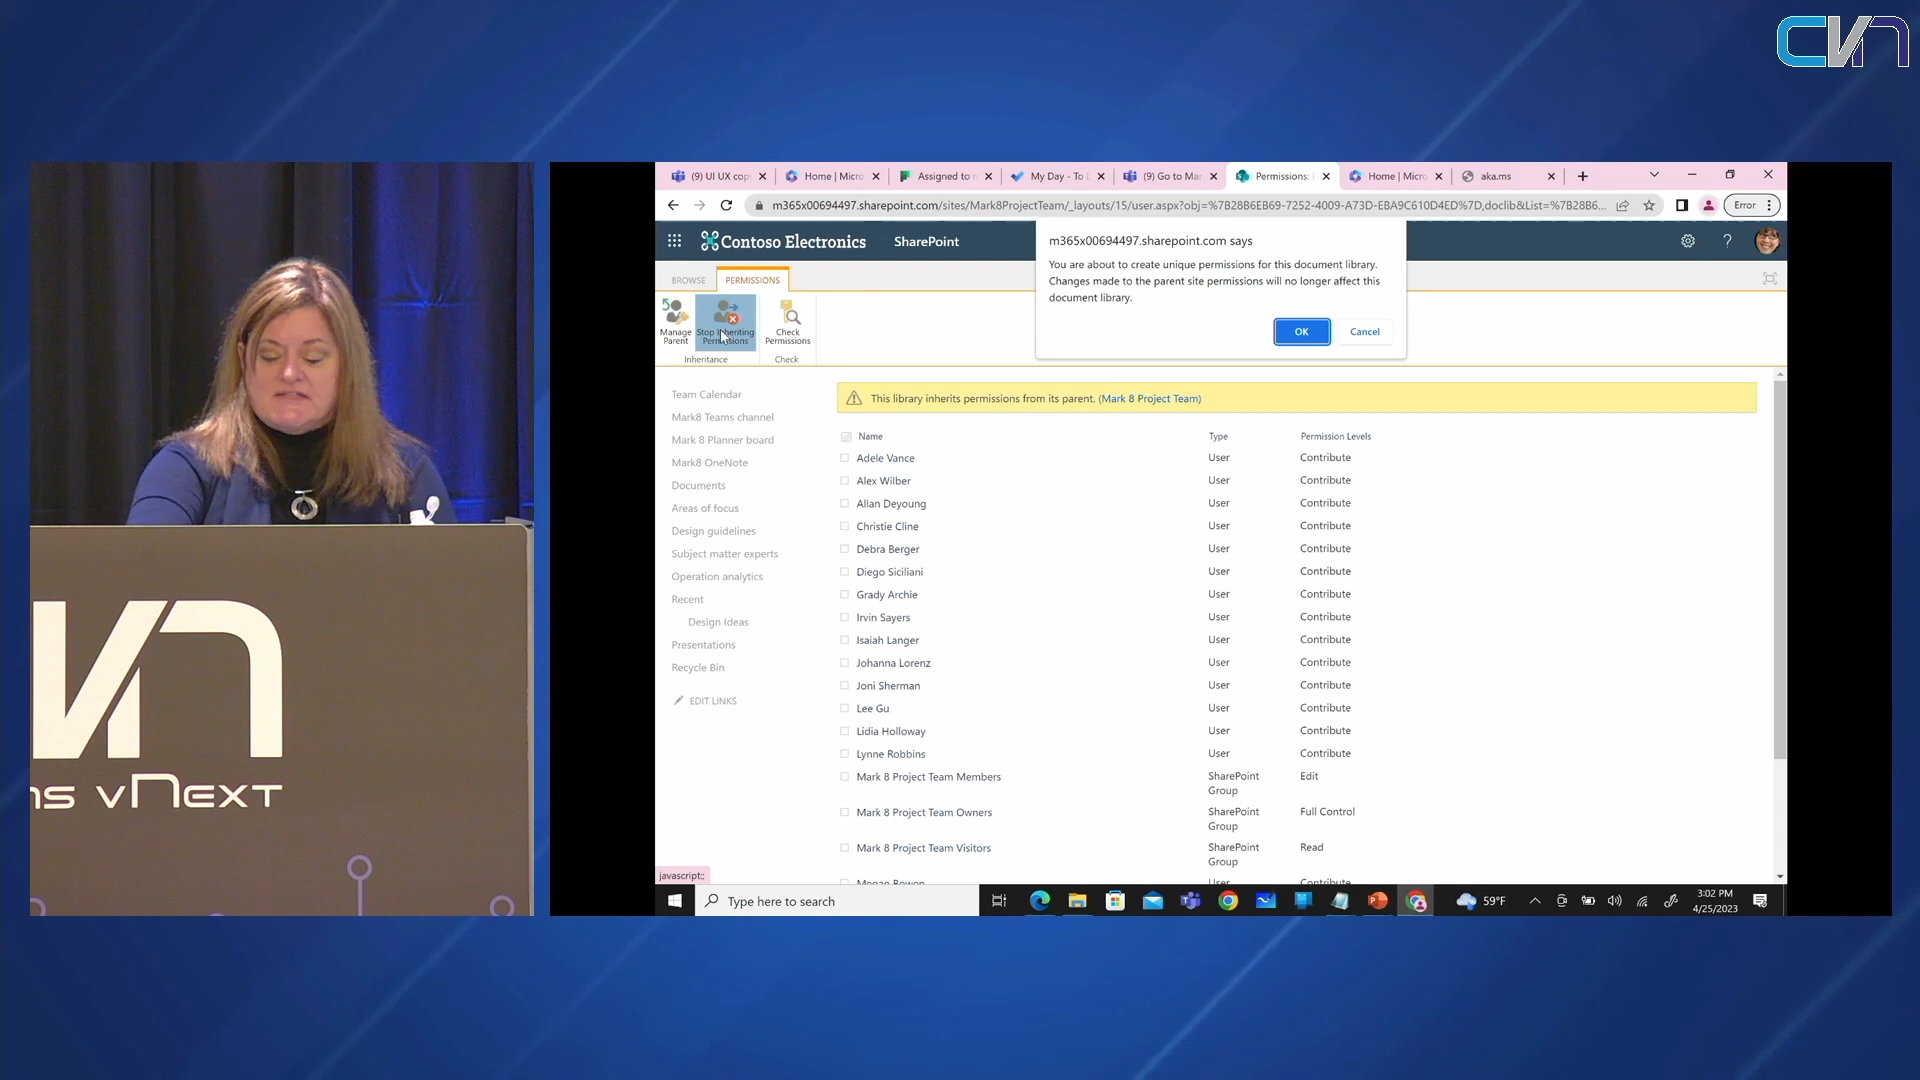 CVN
(9) UI UX cop
Home | Micro
Assigned to m
My Day - To D
(9) Go to Mar
Permissions:
Home | Micro
aka.ms
m365x00694497.sharepoint.com/sites/Mark8ProjectTeam/_layouts/15/user.aspx?obj=%7B28B6EB69-7252-4009-A73D-EBA9C610D4ED%7D,doclib&List=%7B28B6...
Error
Contoso Electronics
SharePoint
m365x00694497.sharepoint.com says
You are about to create unique permissions for this document library.
Changes made to the parent site permissions will no longer affect this
document library.
OK
Cancel
BROWSE
PERMISSIONS
Manage
Parent
Stop Inheriting
Permissions
Check
Permissions
Inheritance
Check
Team Calendar
Mark8 Teams channel
Mark 8 Planner board
Mark8 OneNote
Documents
Areas of focus
Design guidelines
Subject matter experts
Operation analytics
Recent
Design Ideas
Presentations
Recycle Bin
EDIT LINKS
This library inherits permissions from its parent. (Mark 8 Project Team)
Name Type Permission Levels
Adele Vance User Contribute
Alex Wilber User Contribute
Allan Deyoung User Contribute
Christie Cline User Contribute
Debra Berger User Contribute
Diego Siciliani User Contribute
Grady Archie User Contribute
Irvin Sayers User Contribute
Isaiah Langer User Contribute
Johanna Lorenz User Contribute
Joni Sherman User Contribute
Lee Gu User Contribute
Lidia Holloway User Contribute
Lynne Robbins User Contribute
Mark 8 Project Team Members SharePoint Edit
Group
Mark 8 Project Team Owners SharePoint Full Control
Group
Mark 8 Project Team Visitors SharePoint Read
Group
Megan Bowen User Contribute
javascript:;
Type here to search
59°F
3:02 PM
4/25/2023
VN
ns vNext